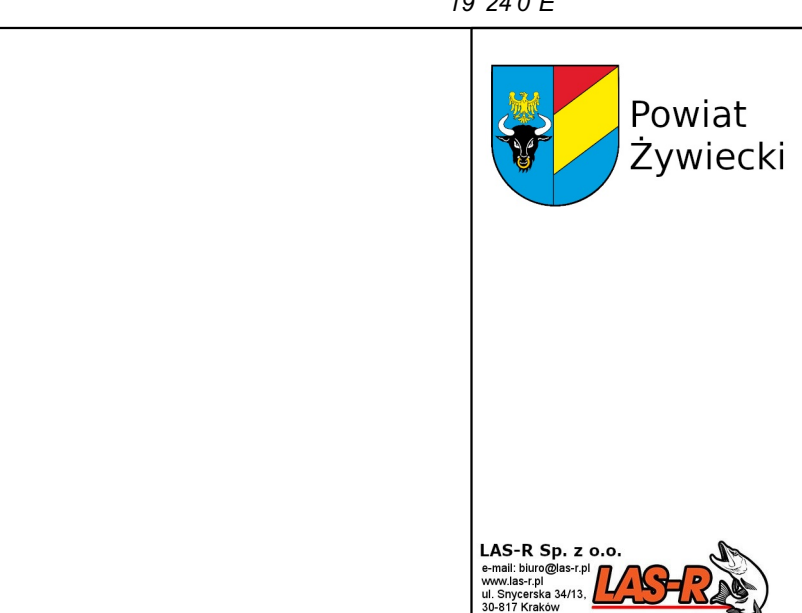 19°24'0"E
Powiat
Żywiecki
LAS-R Sp. z o.o.
e-mail: biuro@las-r.pl
www.las-r.pl
ul. Snycerska 34/13,
30-817 Kraków
LAS-R